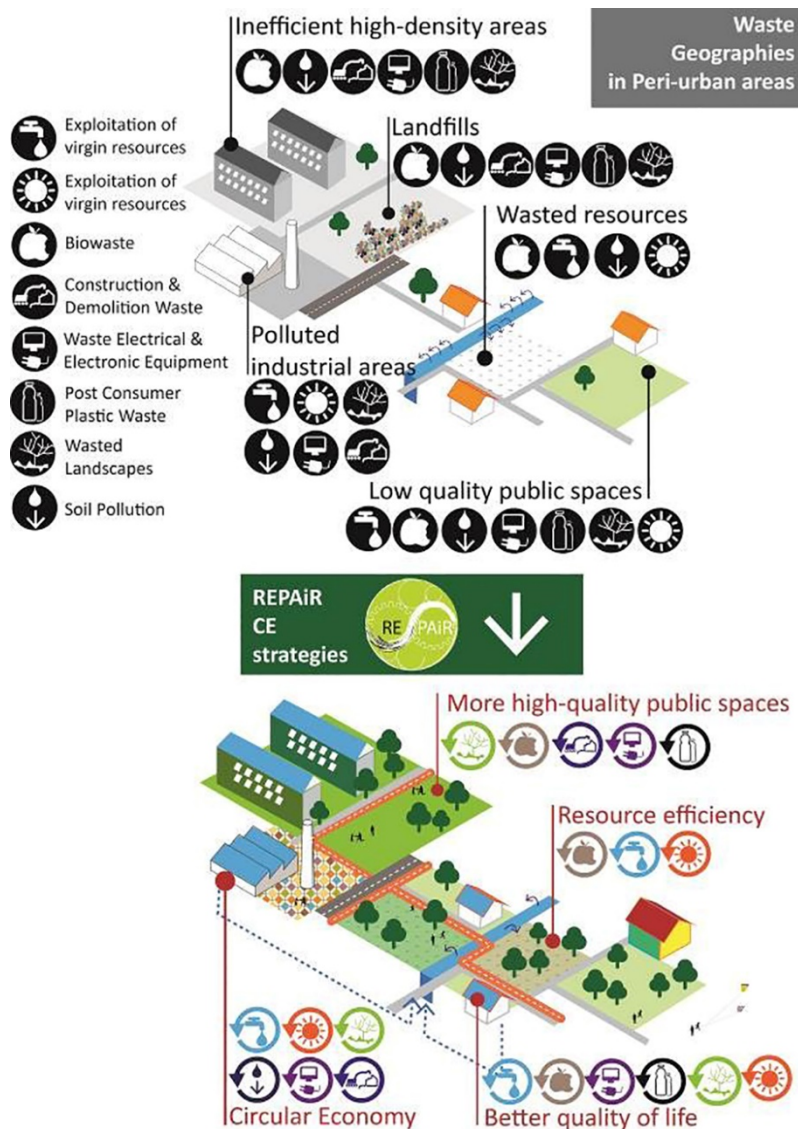 Inefficient high-density areas
Waste
Geographies
in Peri-urban areas
Exploitation of
virgin resources
Exploitation of
virgin resources
Biowaste
Construction &
Demolition Waste
Waste Electrical &
Electronic Equipment
Post Consumer
Plastic Waste
Wasted
Landscapes
Soil Pollution
Landfills
Wasted resources
Polluted
industrial areas
Low quality public spaces
REPAiR
CE
strategies
RE PAiR
More high-quality public spaces
Resource efficiency
Circular Economy
Better quality of life